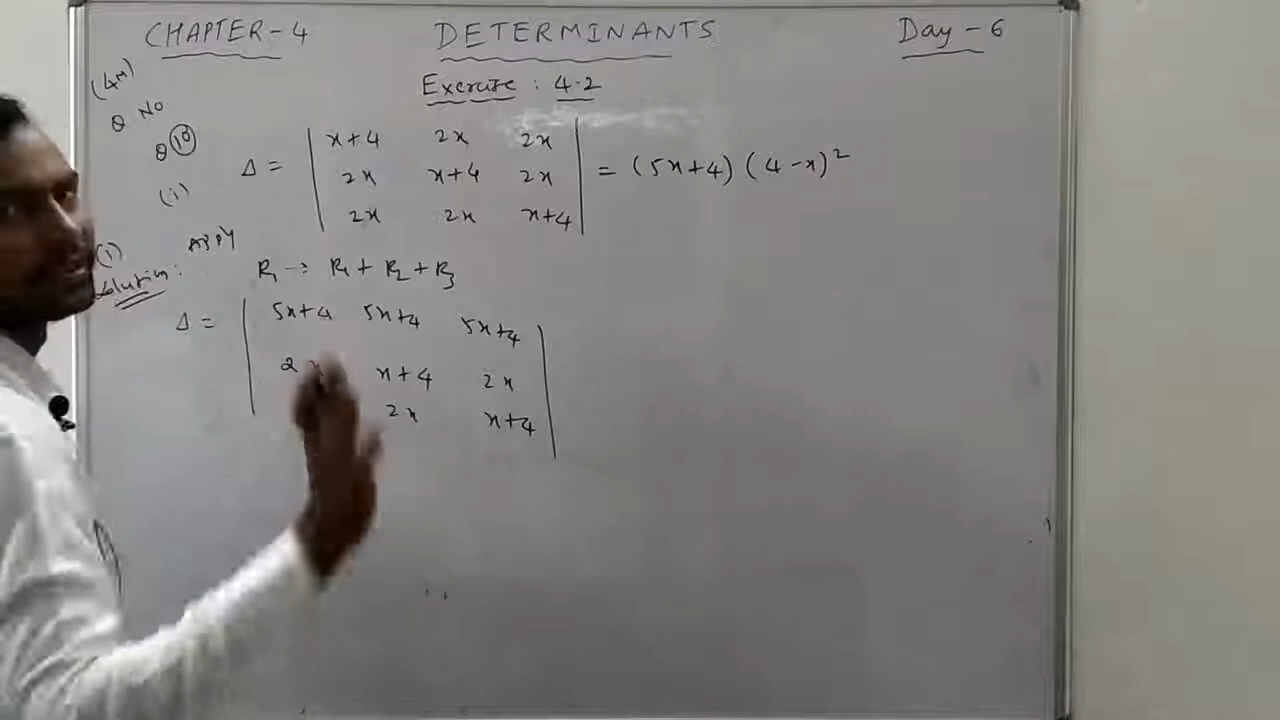 CHAPTER-4 DETERMINANTS Day-6
Exercise: 4.2
(4M)
Q No
Q 10
(i)
Δ = | x+4 2x 2x |
| 2x x+4 2x | = (5x+4) (4-x)²
| 2x 2x x+4 |
(i)
Solution: Apply
R₁ → R₁ + R₂ + R₃
Δ = | 5x+4 5x+4 5x+4 |
| 2x x+4 2x |
| 2x x+4 |